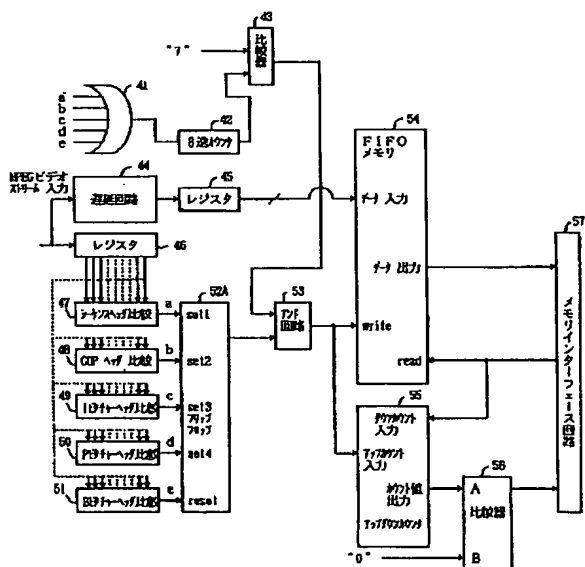 43
"7"
比較器
41
a
b
c
d
e
42
8進カウンタ
54
FIFO
メモリ
44
45
MPEGビデオ
ストリーム 入力
遅延回路
レジスタ
データ 入力
57
レジスタ
46
データ 出力
52A
53
47
シーケンスヘッダ比較
a
set1
アンド
回路
write
メモリインターフェース回路
48
GOP ヘッダ 比較
b
set2
read
55
49
Iピクチャーヘッダ比較
c
set3
フリップ
フロップ
ダウンカウント
入力
50
Pピクチャーヘッダ比較
d
set4
アップカウント
入力
56
51
Bピクチャーヘッダ比較
e
reset
カウント値
出力
A
比較器
アップダウンカウンタ
"0"
B